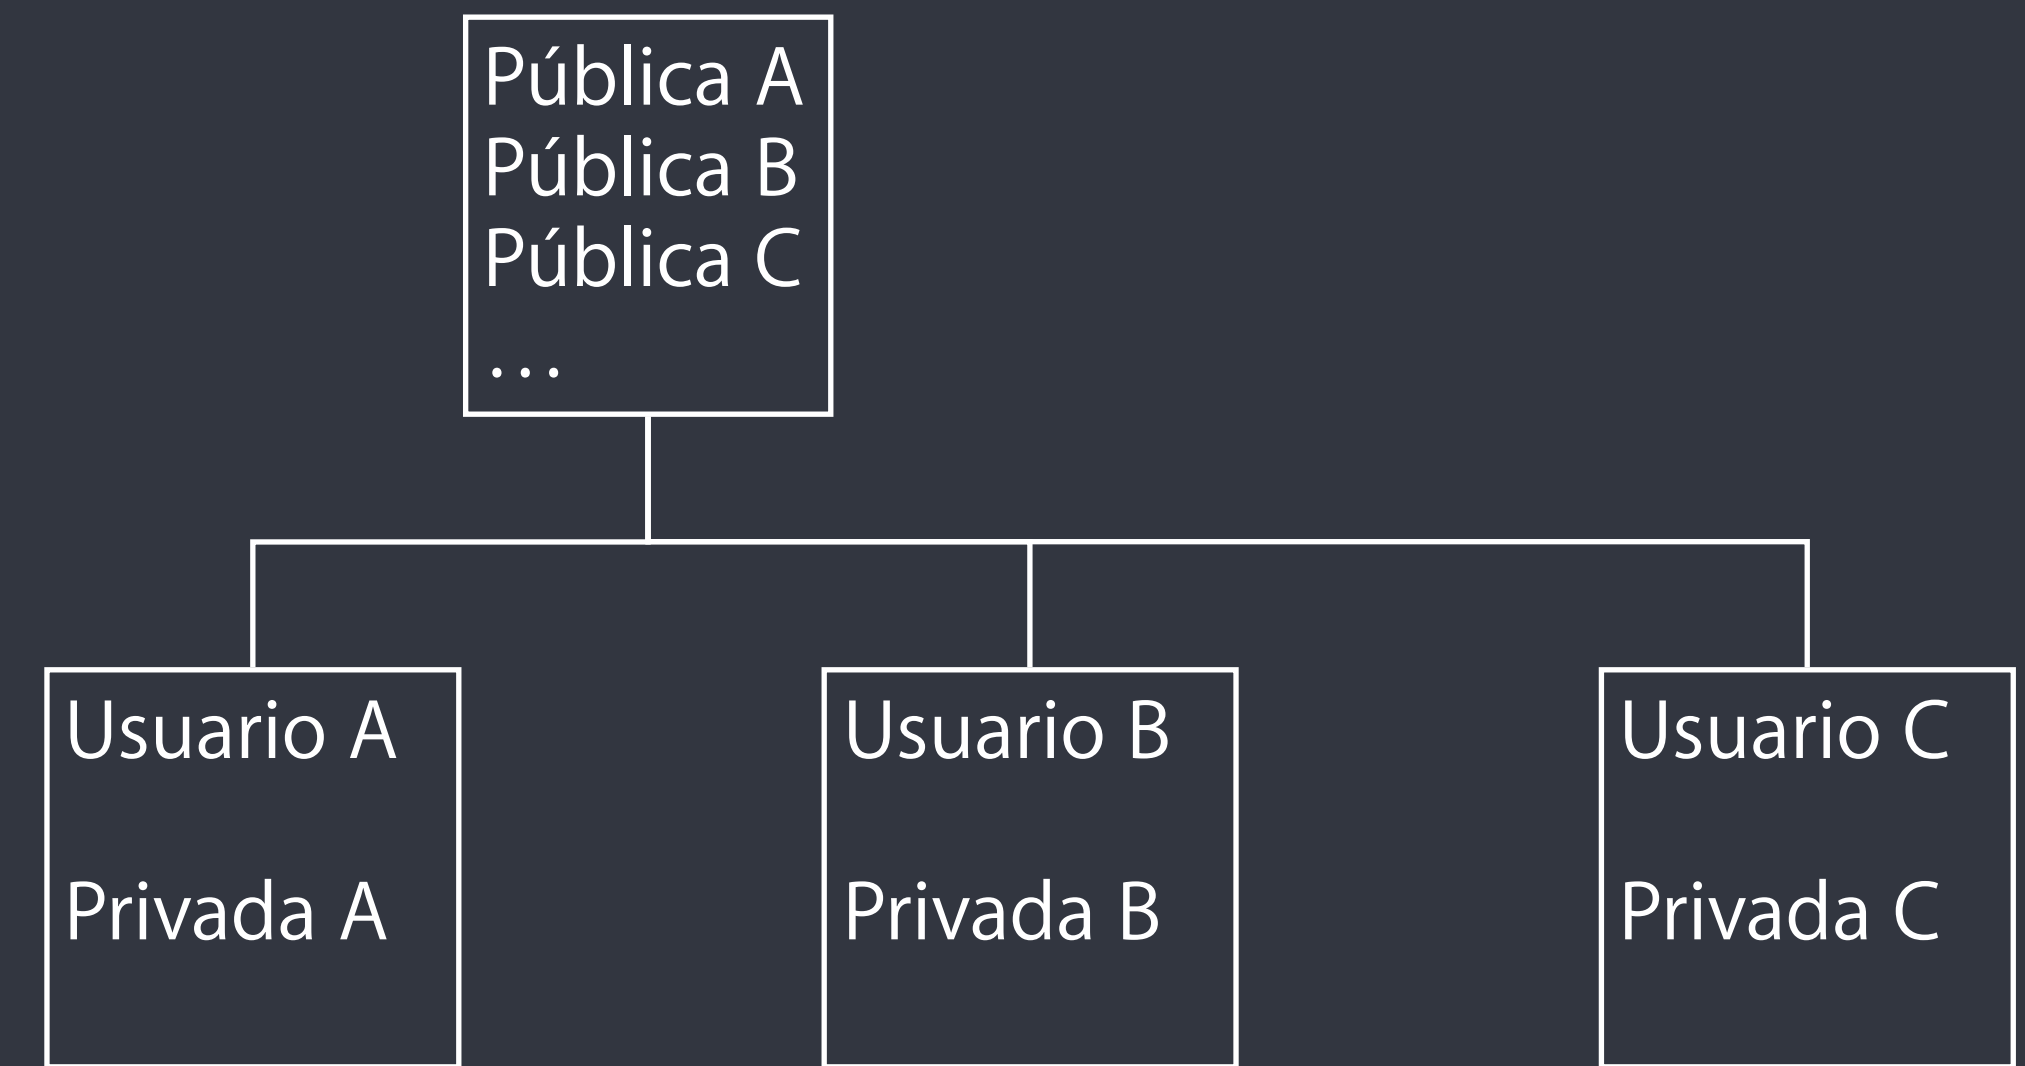 Pública A
Pública B
Pública C
…
Usuario A
Privada A
Usuario B
Privada B
Usuario C
Privada C